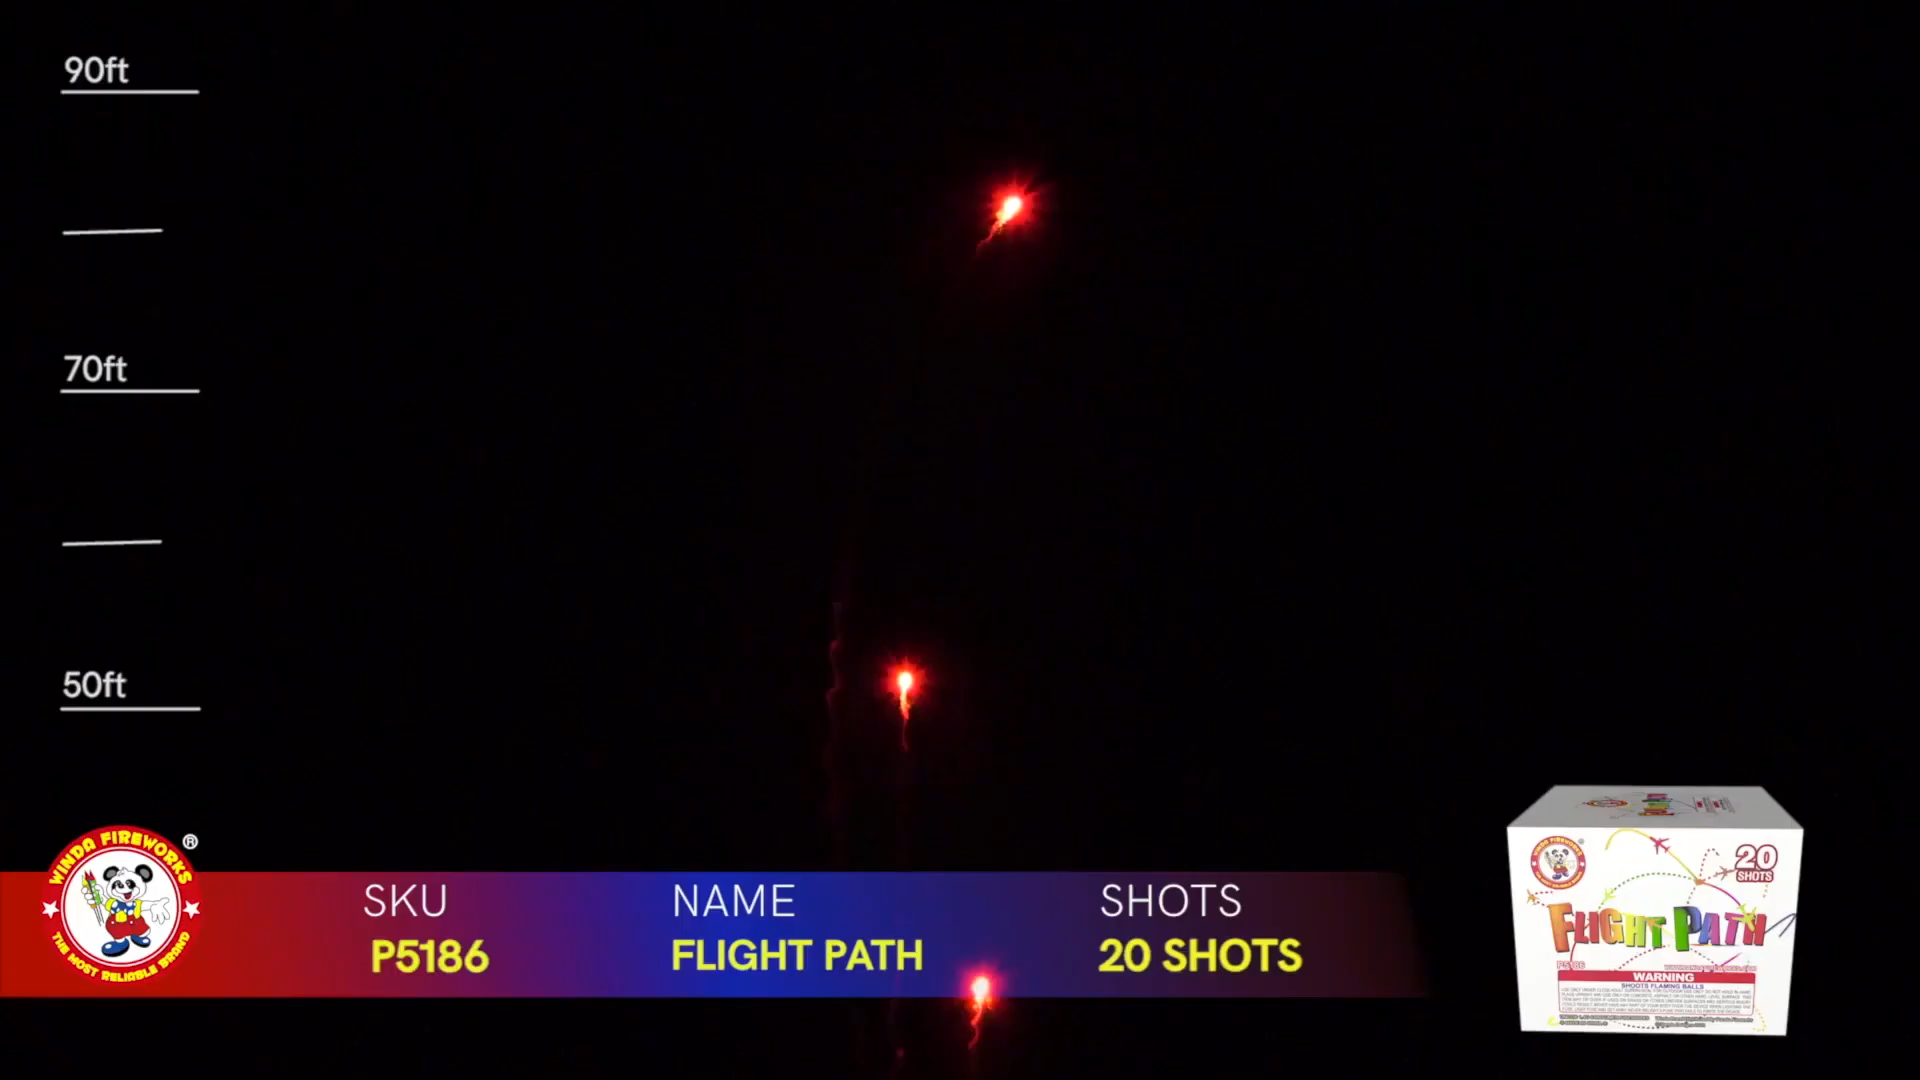 90ft
70ft
50ft
WINDA FIREWORKS
®
THE MOST RELIABLE BRAND
SKU
NAME
SHOTS
P5186
FLIGHT PATH
20 SHOTS
20
SHOTS
FLIGHT PATH
P5186
WARNING
SHOOTS FLAMING BALLS